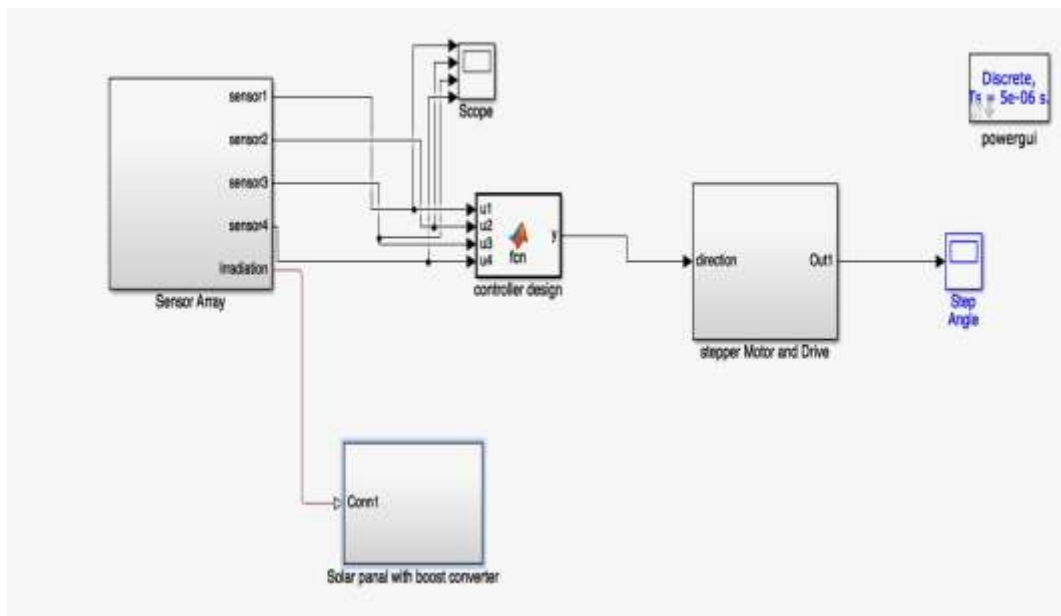 sensor1
sensor2
sensor3
sensor4
Irradiation
Sensor Array
Scope
u1
u2
u3
u4
y
fcn
controller design
direction
Out1
stepper Motor and Drive
Step
Angle
Discrete,
Ts = 5e-06 s.
powergui
Conn1
Solar panal with boost converter